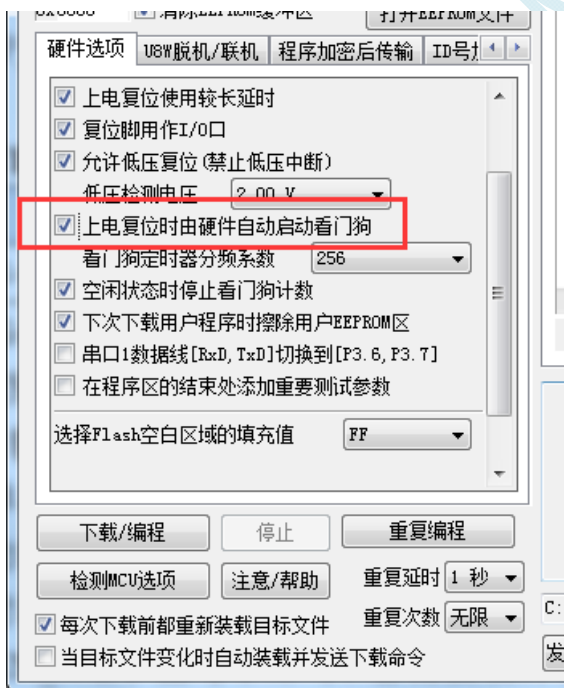 清除EEPROM缓冲区 打开EEPROM文件
硬件选项 U8W脱机/联机 程序加密后传输 ID号
上电复位使用较长延时
复位脚用作I/O口
允许低压复位(禁止低压中断)
低压检测电压 2.00 V
上电复位时由硬件自动启动看门狗
看门狗定时器分频系数 256
空闲状态时停止看门狗计数
下次下载用户程序时擦除用户EEPROM区
串口1数据线[RxD,TxD]切换到[P3.6,P3.7]
在程序区的结束处添加重要测试参数
选择Flash空白区域的填充值 FF
下载/编程 停止 重复编程
检测MCU选项 注意/帮助 重复延时 1 秒
每次下载前都重新装载目标文件 重复次数 无限
C:
当目标文件变化时自动装载并发送下载命令
发